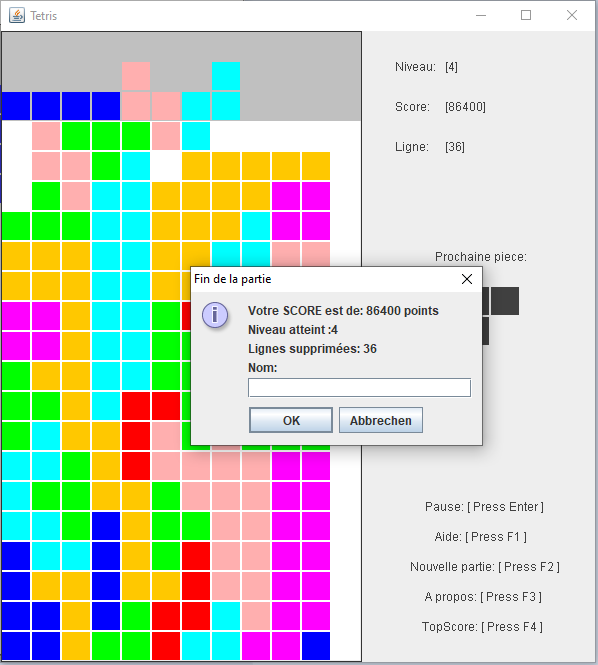 Tetris
Niveau: [4]
Score: [86400]
Ligne: [36]
Prochaine piece:
Fin de la partie
Votre SCORE est de: 86400 points
Niveau atteint :4
Lignes supprimées: 36
Nom:
OK
Abbrechen
Pause: [ Press Enter ]
Aide: [ Press F1 ]
Nouvelle partie: [ Press F2 ]
A propos: [ Press F3 ]
TopScore: [ Press F4 ]